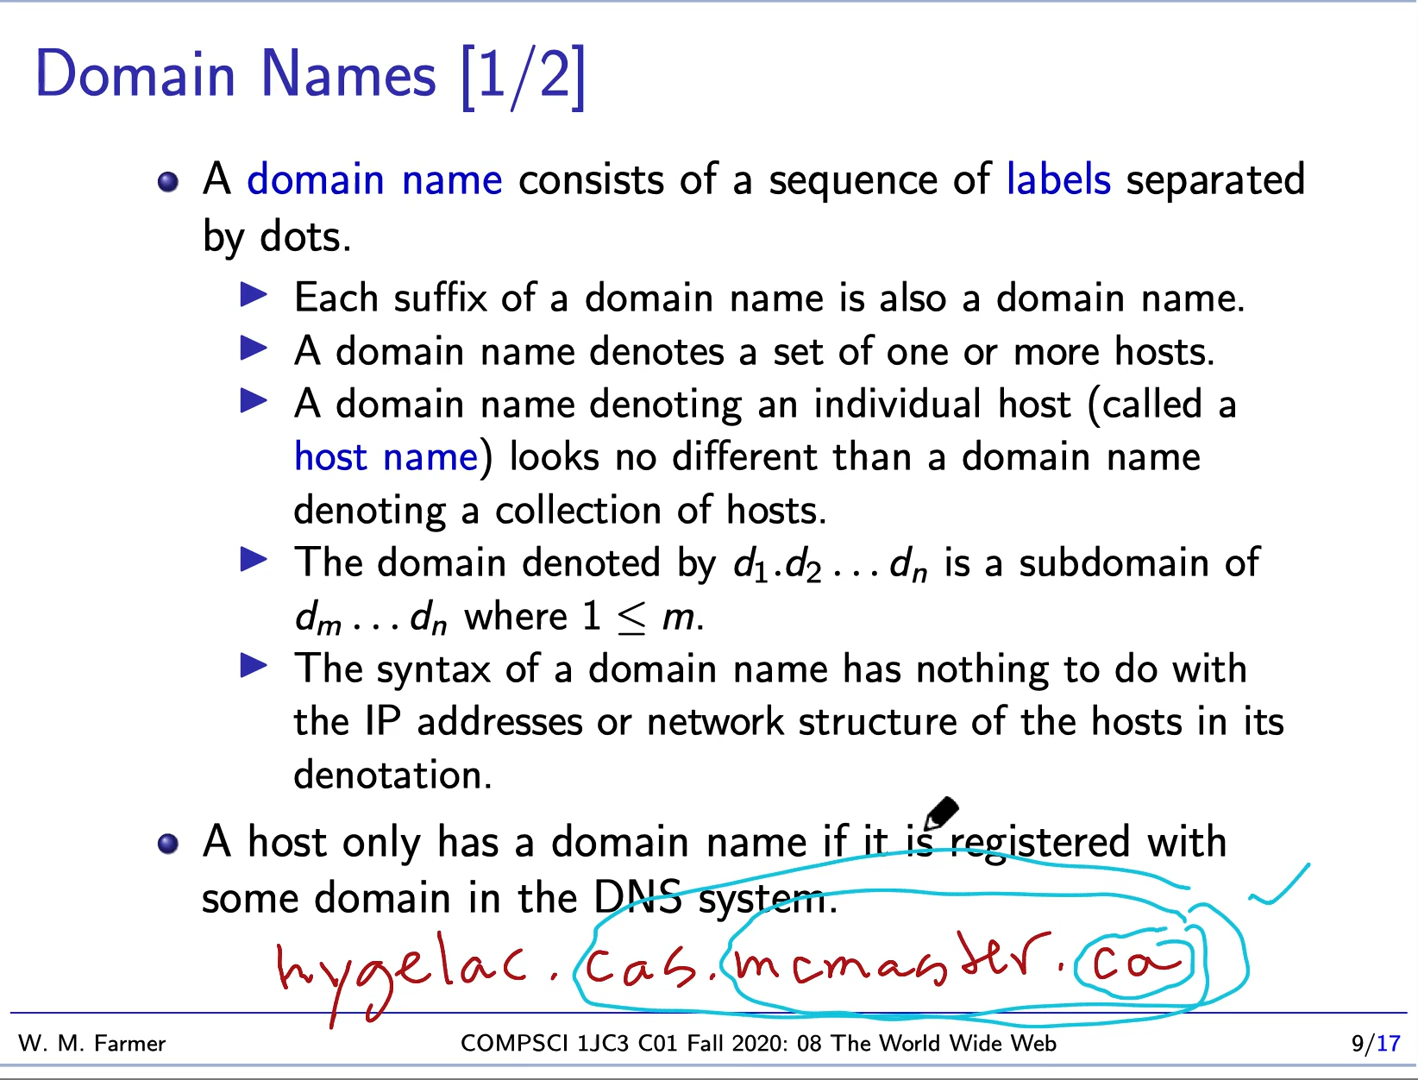 Domain Names [1/2]
A domain name consists of a sequence of labels separated
by dots.
Each suffix of a domain name is also a domain name.
A domain name denotes a set of one or more hosts.
A domain name denoting an individual host (called a
host name) looks no different than a domain name
denoting a collection of hosts.
The domain denoted by d₁.d₂ . . . dₙ is a subdomain of
dₘ . . . dₙ where 1 ≤ m.
The syntax of a domain name has nothing to do with
the IP addresses or network structure of the hosts in its
denotation.
A host only has a domain name if it is registered with
some domain in the DNS system.
hygelac.cas.mcmaster.ca
W. M. Farmer COMPSCI 1JC3 C01 Fall 2020: 08 The World Wide Web 9/17